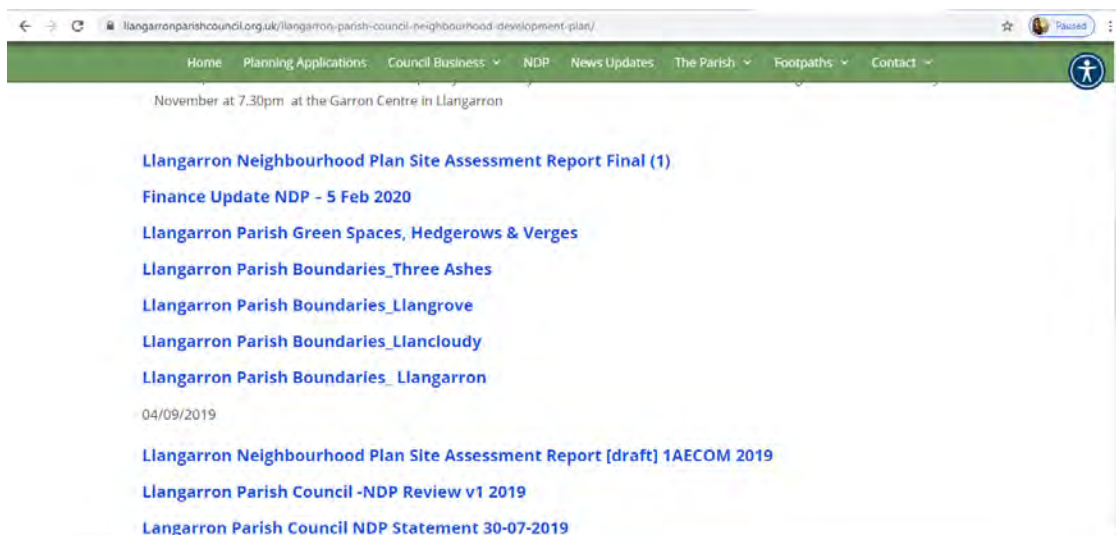 llangarronparishcouncil.org.uk/llangarron-parish-council-neighbourhood-development-plan/
Paused
Home Planning Applications Council Business NDP News Updates The Parish Footpaths Contact
November at 7.30pm at the Garron Centre in Llangarron
Llangarron Neighbourhood Plan Site Assessment Report Final (1)
Finance Update NDP – 5 Feb 2020
Llangarron Parish Green Spaces, Hedgerows & Verges
Llangarron Parish Boundaries_Three Ashes
Llangarron Parish Boundaries_Llangrove
Llangarron Parish Boundaries_Llancloudy
Llangarron Parish Boundaries_ Llangarron
04/09/2019
Llangarron Neighbourhood Plan Site Assessment Report [draft] 1AECOM 2019
Llangarron Parish Council -NDP Review v1 2019
Langarron Parish Council NDP Statement 30-07-2019